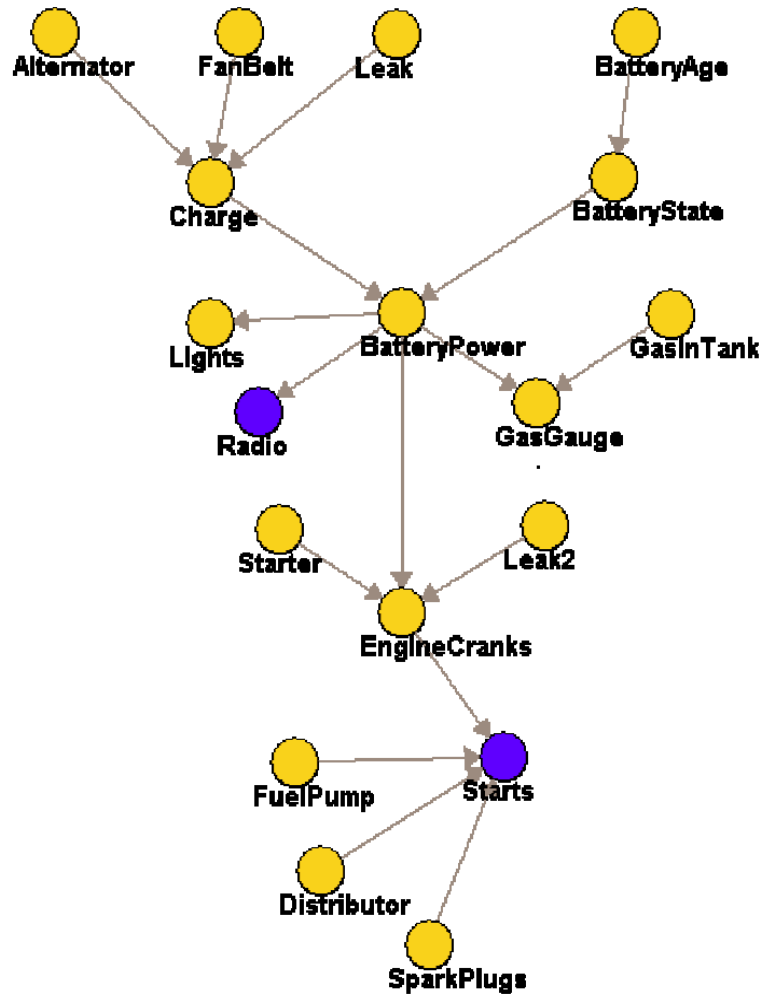 Alternator
FanBelt
Leak
BatteryAge
Charge
BatteryState
Lights
BatteryPower
GasInTank
Radio
GasGauge
Starter
Leak2
EngineCranks
FuelPump
Starts
Distributor
SparkPlugs